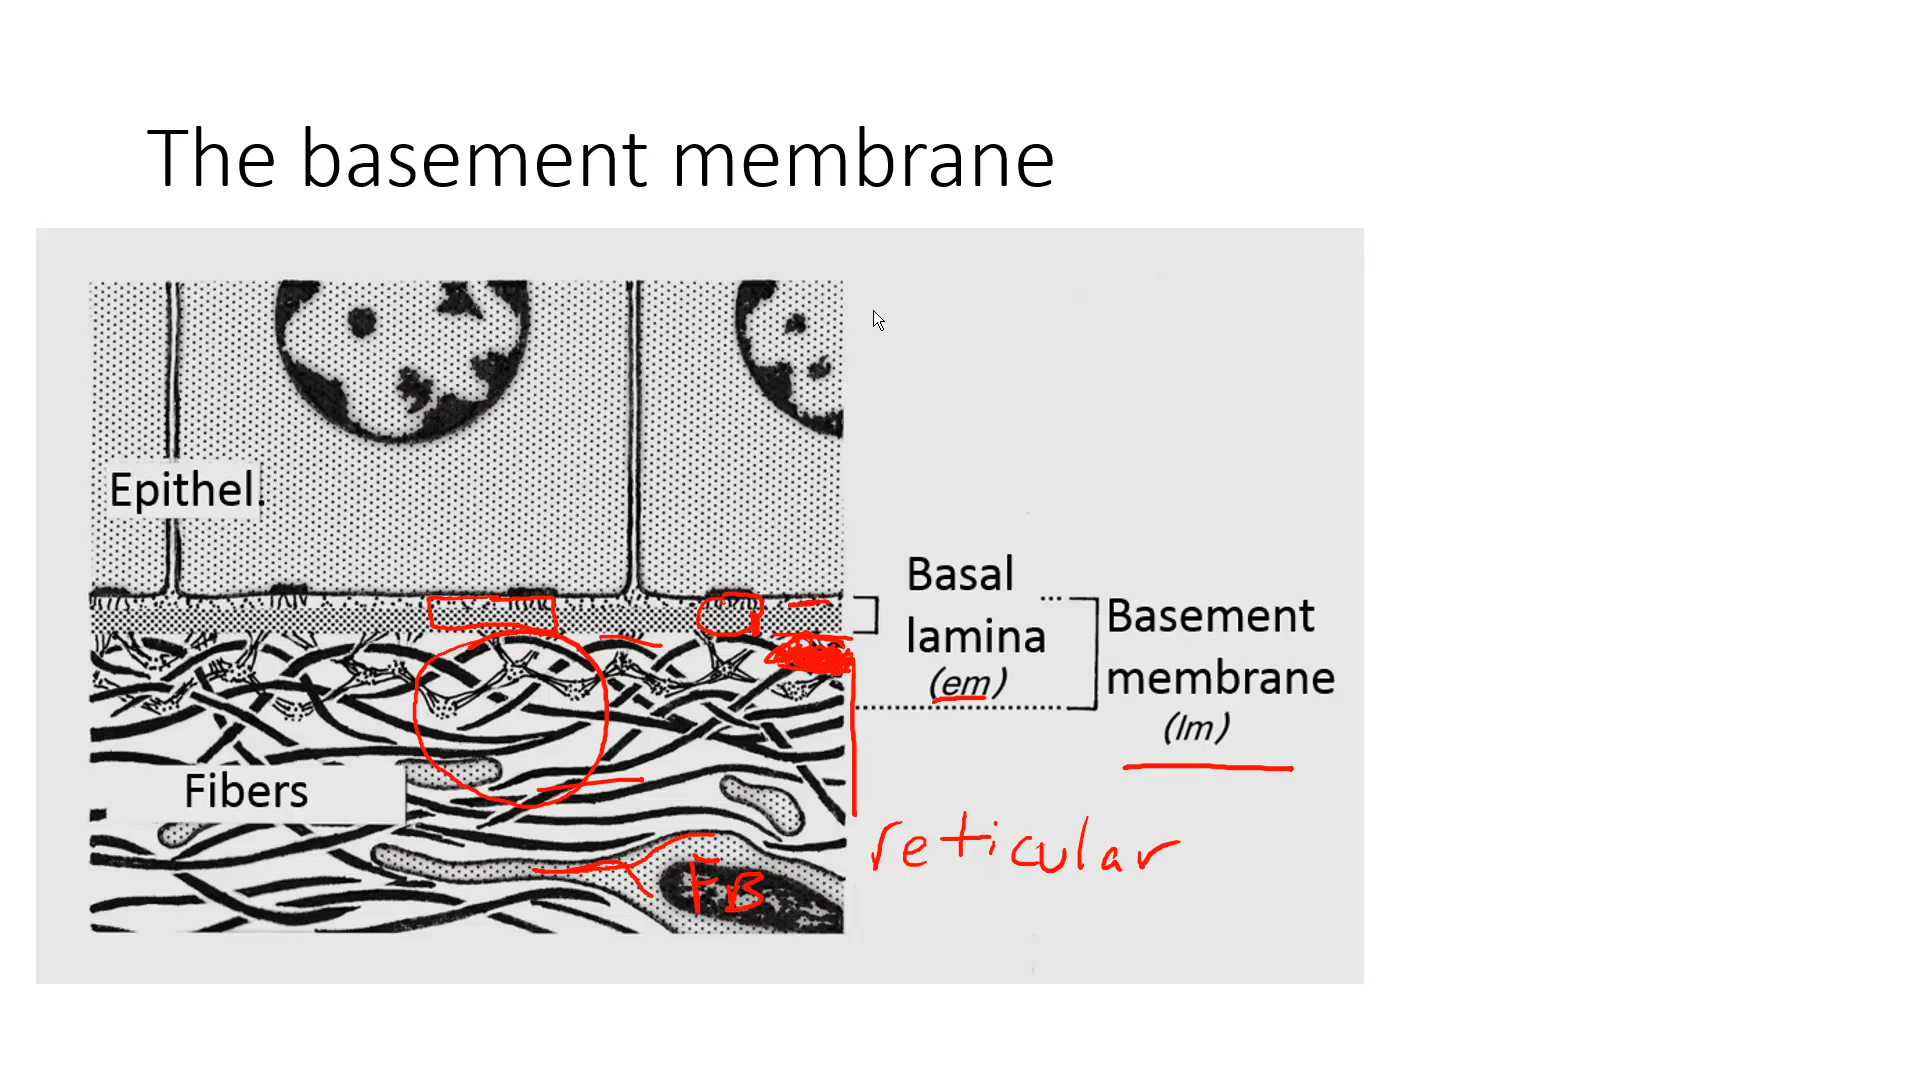 The basement membrane
Epithel.
Basal
lamina
(em)
Basement
membrane
(lm)
Fibers
reticular
FB